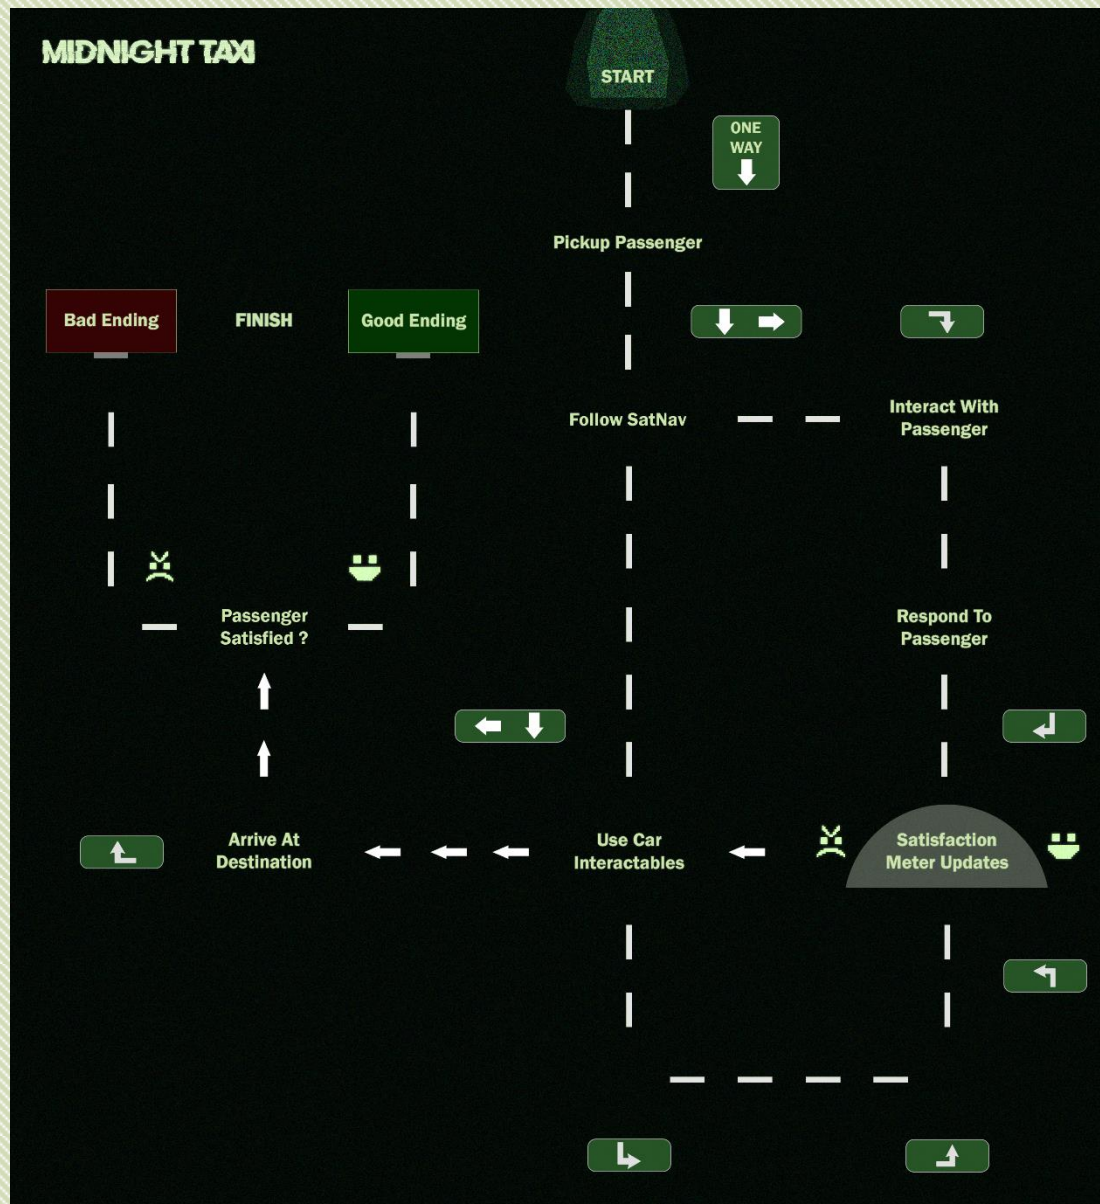 MIDNIGHT TAXI
START
ONE
WAY
Pickup Passenger
Bad Ending
FINISH
Good Ending
Follow SatNav
Interact With
Passenger
Passenger
Satisfied ?
Respond To
Passenger
Arrive At
Destination
Use Car
Interactables
Satisfaction
Meter Updates